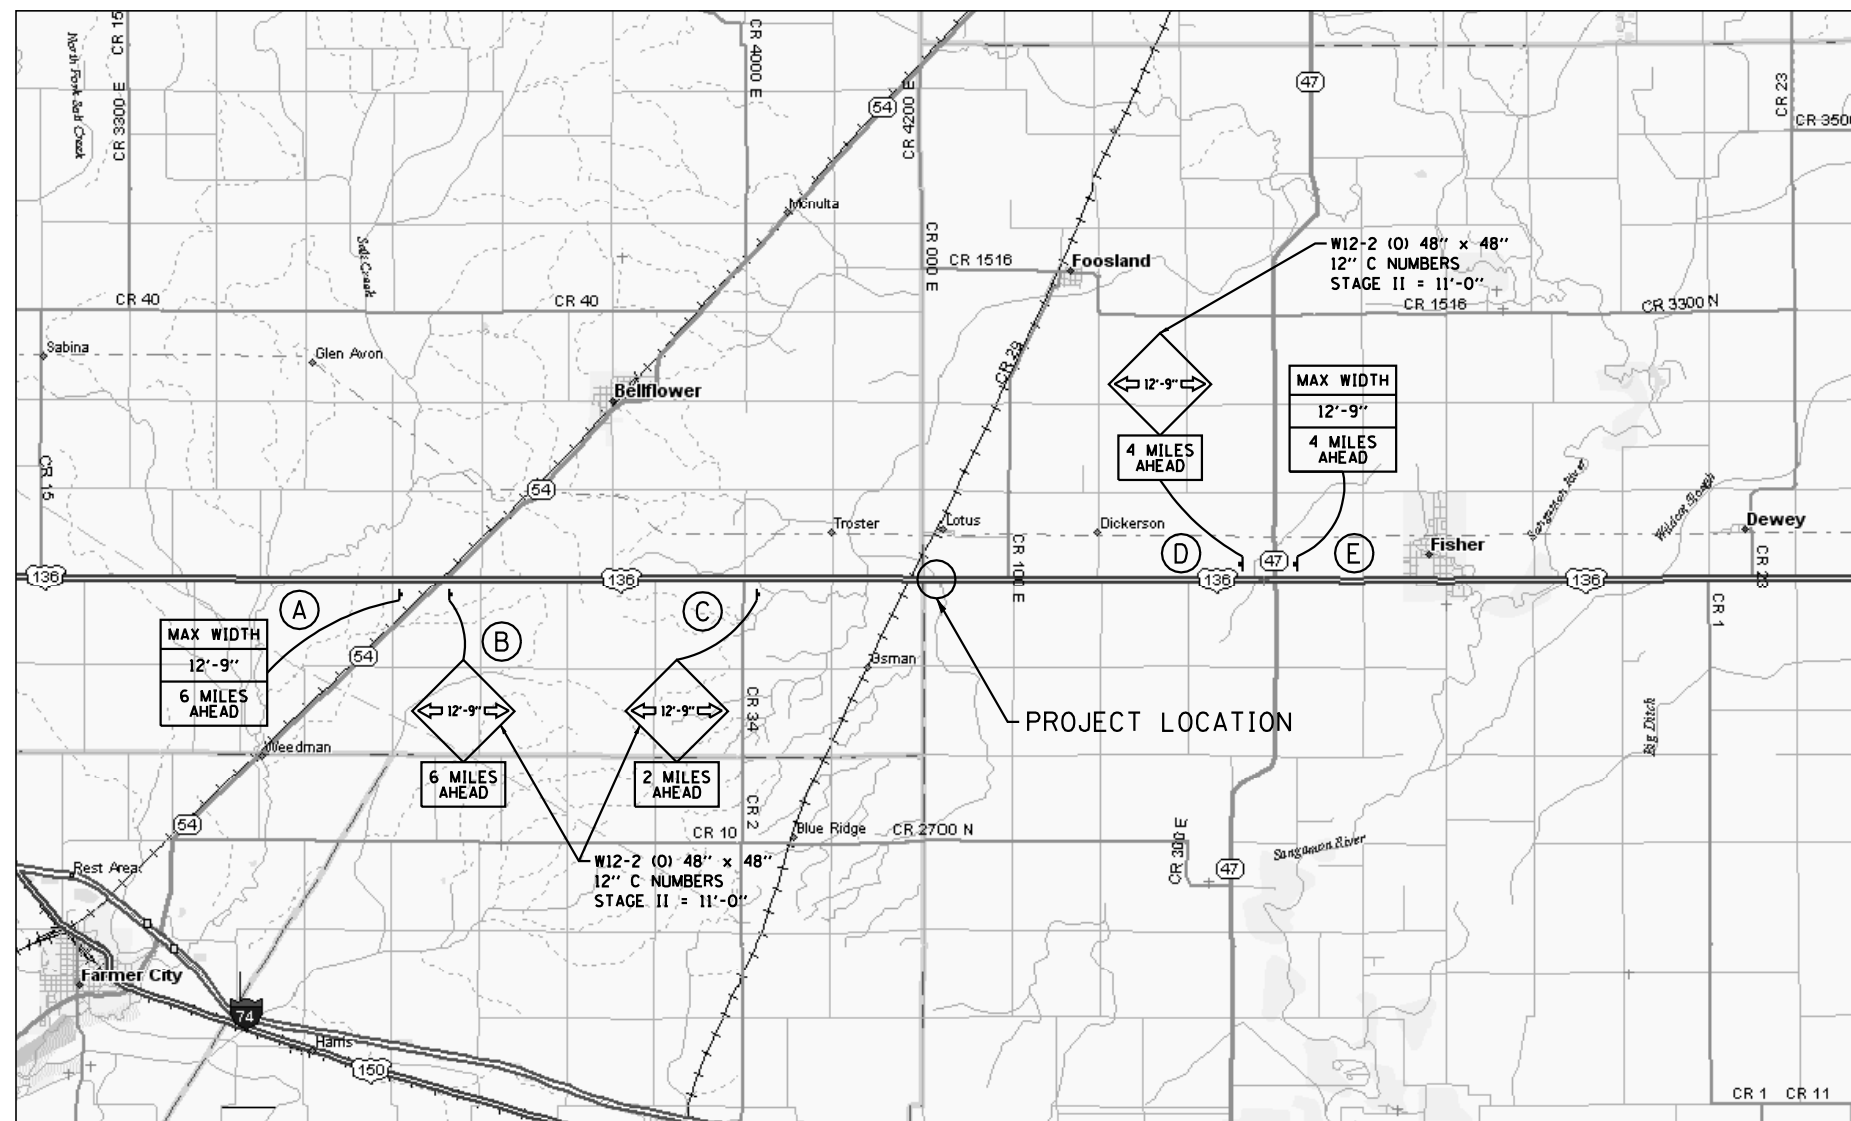 CR 15
CR 4000 E
47
CR 23
North Fork Salt Creek
CR 3300 E
54
CR 4200 E
CR 350
Mcnulta
Salt Creek
CR 000 E
CR 1516
Foosland
W12-2 (O) 48" x 48"
12" C NUMBERS
STAGE II = 11'-0"
CR 40
CR 40
CR 1516
CR 3300 N
Sabina
Glen Avon
CR 29
Bellflower
12'-9"
4 MILES
AHEAD
MAX WIDTH
12'-9"
4 MILES
AHEAD
CR 15
54
Troster
Lotus
Dickerson
Sangamon River
Wildcat Slough
Dewey
Fisher
CR 100 E
D
47
E
CR 23
136
136
136
136
A
B
C
MAX WIDTH
12'-9"
6 MILES
AHEAD
54
Osman
CR 1
12'-9"
6 MILES
AHEAD
12'-9"
2 MILES
AHEAD
CR 34
PROJECT LOCATION
Big Ditch
Weedman
54
CR 10
CR 2
Blue Ridge
CR 2700 N
CR 300 E
Sangamon River
47
Rest Area
W12-2 (O) 48" x 48"
12" C NUMBERS
STAGE II = 11'-0"
Farmer City
74
Harris
150
CR 1
CR 11